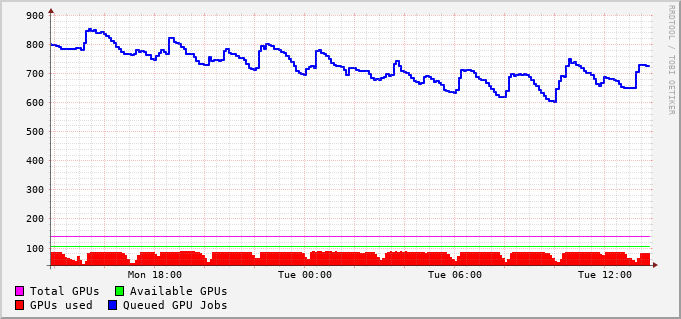 900
800
700
600
500
400
300
200
100
Mon 18:00 Tue 00:00 Tue 06:00 Tue 12:00
Total GPUs Available GPUs
GPUs used Queued GPU Jobs
RRDTOOL / TOBI OETIKER